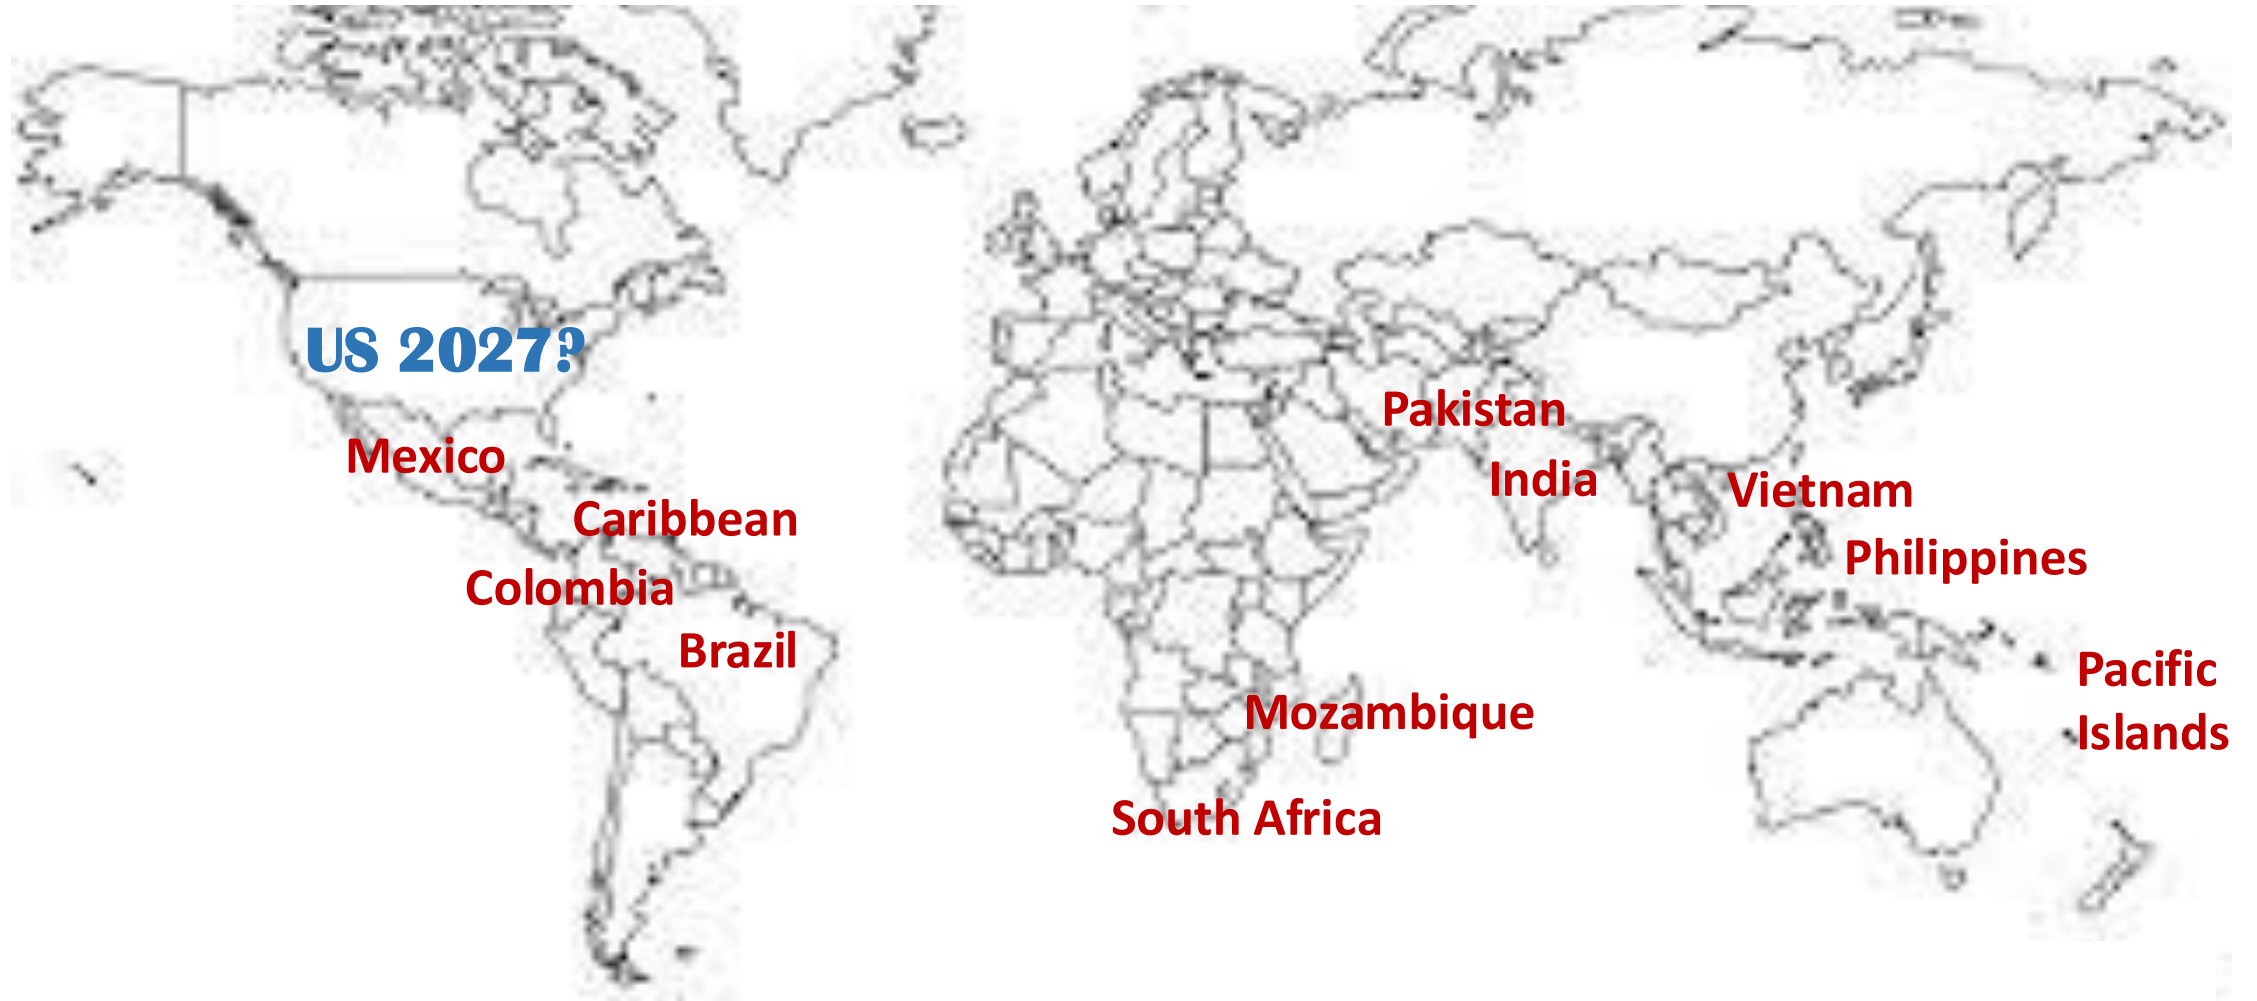 US 2027?
Mexico
Caribbean
Colombia
Brazil
Pakistan
India
Vietnam
Philippines
Pacific
Islands
Mozambique
South Africa